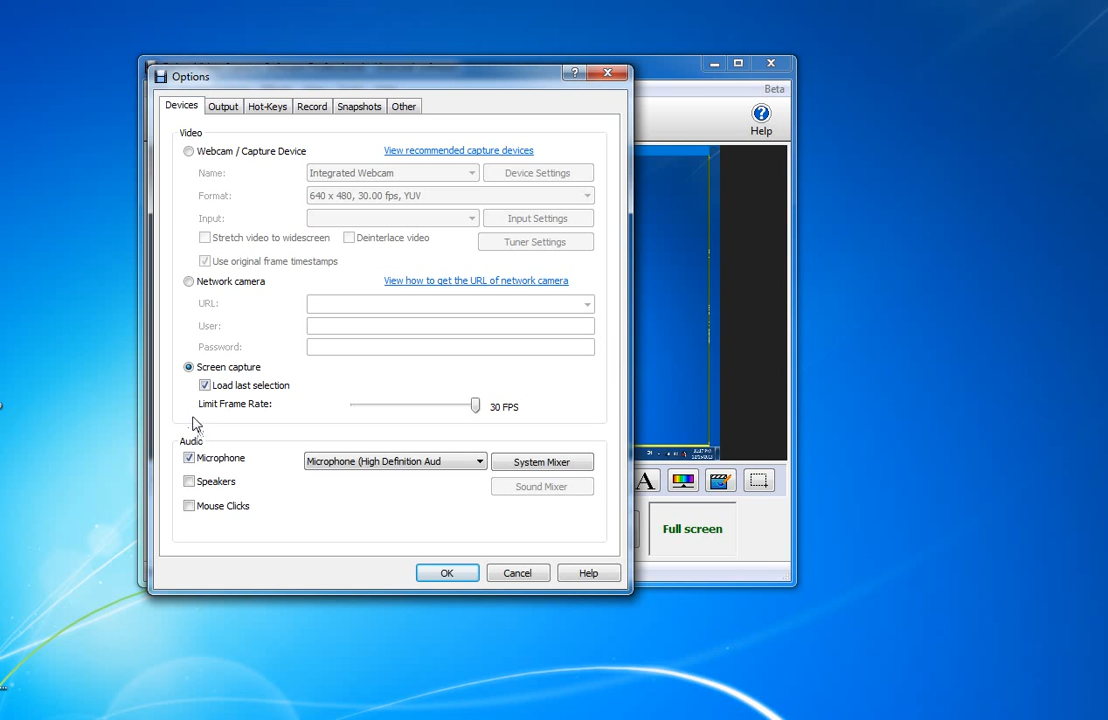 Options
Beta
Devices Output Hot-Keys Record Snapshots Other
Help
Video
Webcam / Capture Device View recommended capture devices
Name: Integrated Webcam Device Settings
Format: 640 x 480, 30.00 fps, YUV
Input: Input Settings
Stretch video to widescreen Deinterlace video Tuner Settings
Use original frame timestamps
Network camera View how to get the URL of network camera
URL:
User:
Password:
Screen capture
Load last selection
Limit Frame Rate: 30 FPS
Audio
Microphone Microphone (High Definition Aud System Mixer
Speakers Sound Mixer
Mouse Clicks
A
Full screen
OK Cancel Help